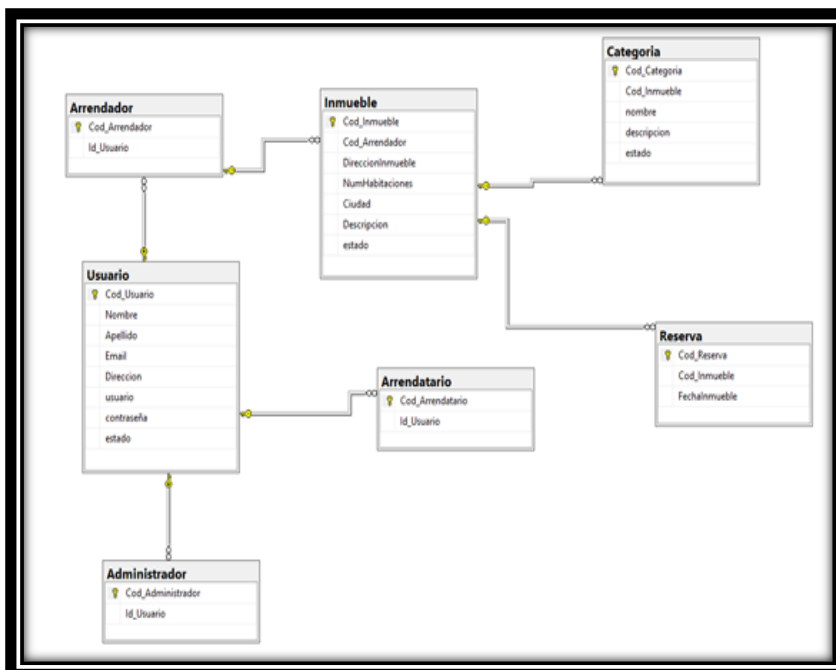 Arrendador
Cod_Arrendador
Id_Usuario
Inmueble
Cod_Inmueble
Cod_Arrendador
DireccionInmueble
NumHabitaciones
Ciudad
Descripcion
estado
Categoria
Cod_Categoria
Cod_Inmueble
nombre
descripcion
estado
Usuario
Cod_Usuario
Nombre
Apellido
Email
Direccion
usuario
contraseña
estado
Arrendatario
Cod_Arrendatario
Id_Usuario
Reserva
Cod_Reserva
Cod_Inmueble
FechaInmueble
Administrador
Cod_Administrador
Id_Usuario